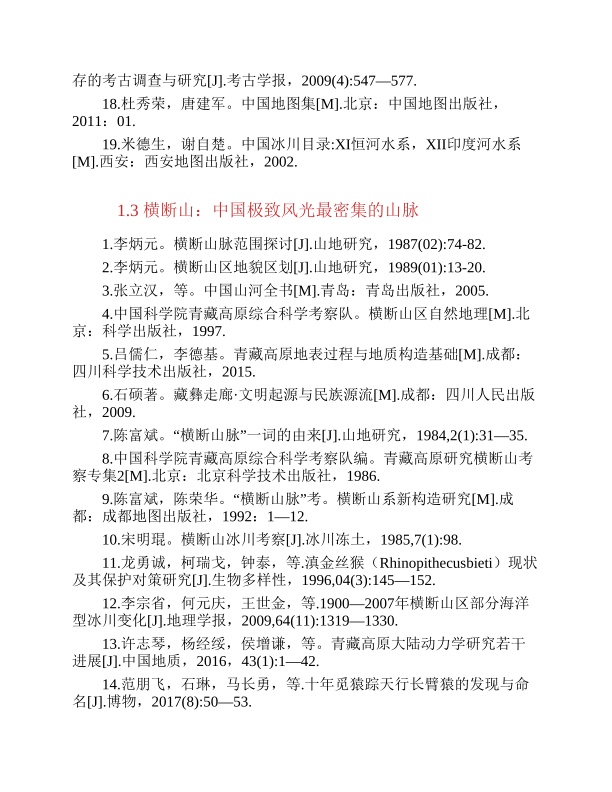 存的考古调查与研究[J].考古学报，2009(4):547—577.
18.杜秀荣，唐建军。中国地图集[M].北京：中国地图出版社，
2011：01.
19.米德生，谢自楚。中国冰川目录:XI恒河水系，XII印度河水系
[M].西安：西安地图出版社，2002.
1.3 横断山：中国极致风光最密集的山脉
1.李炳元。横断山脉范围探讨[J].山地研究，1987(02):74-82.
2.李炳元。横断山区地貌区划[J].山地研究，1989(01):13-20.
3.张立汉，等。中国山河全书[M].青岛：青岛出版社，2005.
4.中国科学院青藏高原综合科学考察队。横断山区自然地理[M].北
京：科学出版社，1997.
5.吕儒仁，李德基。青藏高原地表过程与地质构造基础[M].成都：
四川科学技术出版社，2015.
6.石硕著。藏彝走廊·文明起源与民族源流[M].成都：四川人民出版
社，2009.
7.陈富斌。“横断山脉”一词的由来[J].山地研究，1984,2(1):31—35.
8.中国科学院青藏高原综合科学考察队编。青藏高原研究横断山考
察专集2[M].北京：北京科学技术出版社，1986.
9.陈富斌，陈荣华。“横断山脉”考。横断山系新构造研究[M].成
都：成都地图出版社，1992：1—12.
10.宋明琨。横断山冰川考察[J].冰川冻土，1985,7(1):98.
11.龙勇诚，柯瑞戈，钟泰，等.滇金丝猴（Rhinopithecusbieti）现状
及其保护对策研究[J].生物多样性，1996,04(3):145—152.
12.李宗省，何元庆，王世金，等.1900—2007年横断山区部分海洋
型冰川变化[J].地理学报，2009,64(11):1319—1330.
13.许志琴，杨经绥，侯增谦，等。青藏高原大陆动力学研究若干
进展[J].中国地质，2016，43(1):1—42.
14.范朋飞，石琳，马长勇，等.十年觅猿踪天行长臂猿的发现与命
名[J].博物，2017(8):50—53.